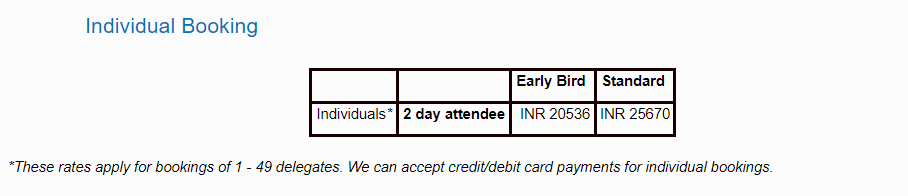 Individual Booking
Early Bird Standard
Individuals* 2 day attendee INR 20536 INR 25670
*These rates apply for bookings of 1 - 49 delegates. We can accept credit/debit card payments for individual bookings.